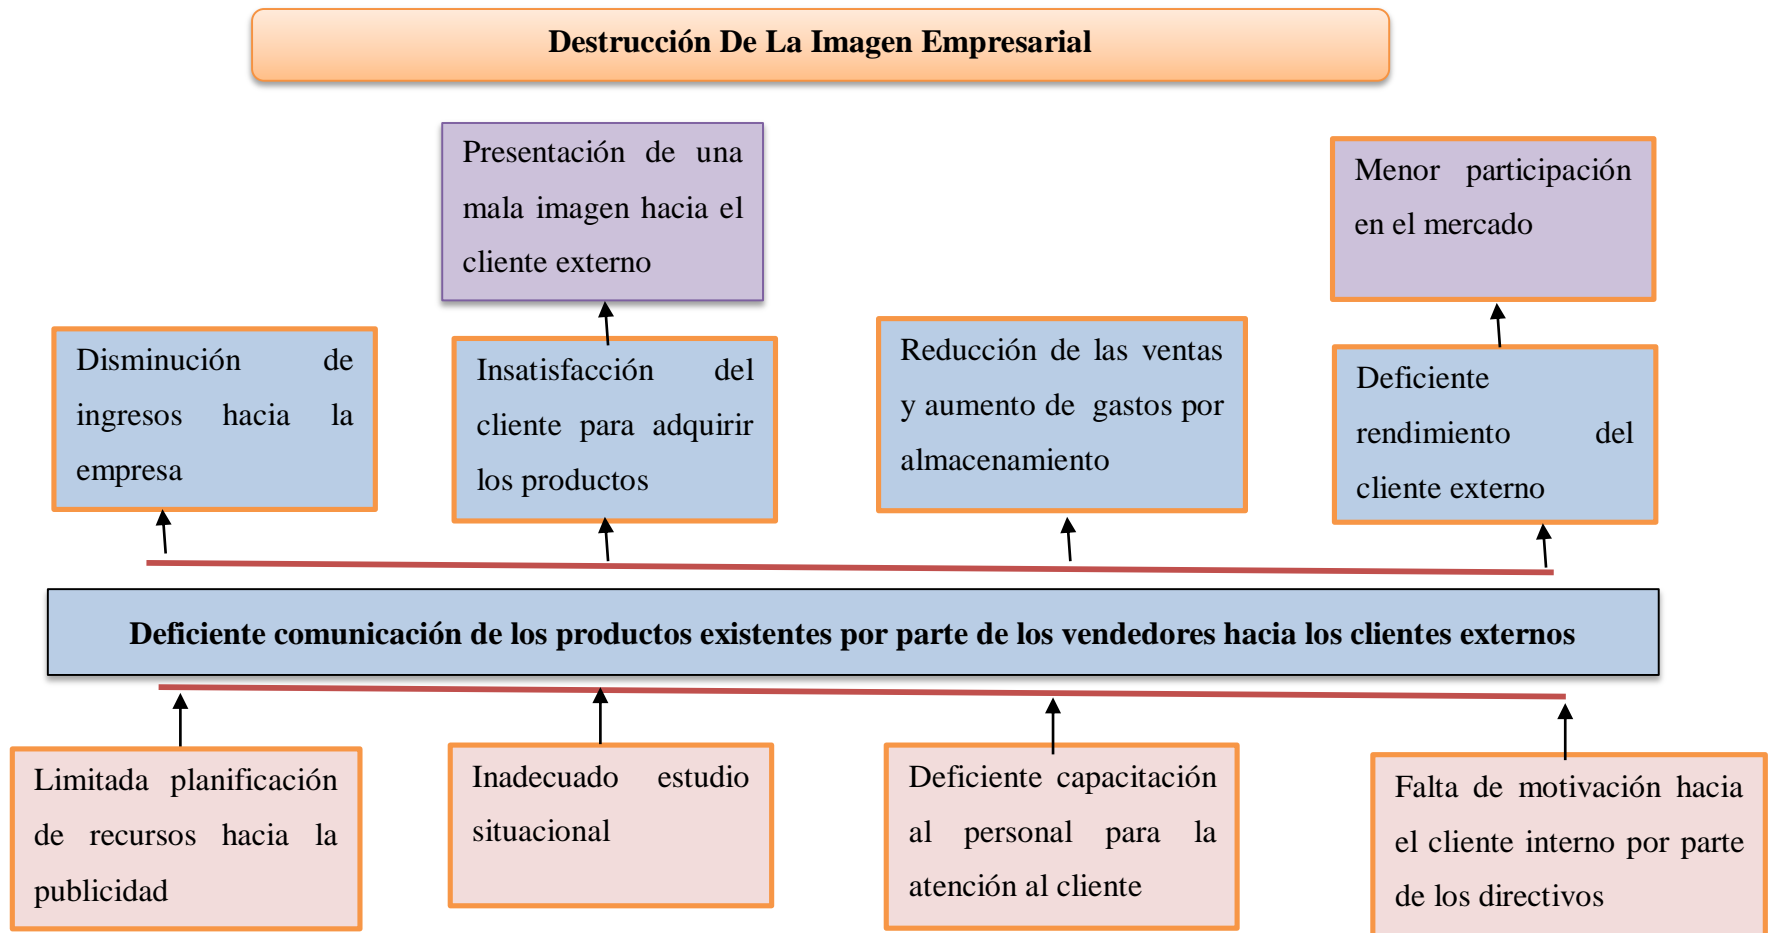 Destrucción De La Imagen Empresarial
Presentación de una
mala imagen hacia el
cliente externo
Menor participación
en el mercado
Disminución de
ingresos hacia la
empresa
Insatisfacción del
cliente para adquirir
los productos
Reducción de las ventas
y aumento de gastos por
almacenamiento
Deficiente
rendimiento del
cliente externo
Deficiente comunicación de los productos existentes por parte de los vendedores hacia los clientes externos
Limitada planificación
de recursos hacia la
publicidad
Inadecuado estudio
situacional
Deficiente capacitación
al personal para la
atención al cliente
Falta de motivación hacia
el cliente interno por parte
de los directivos